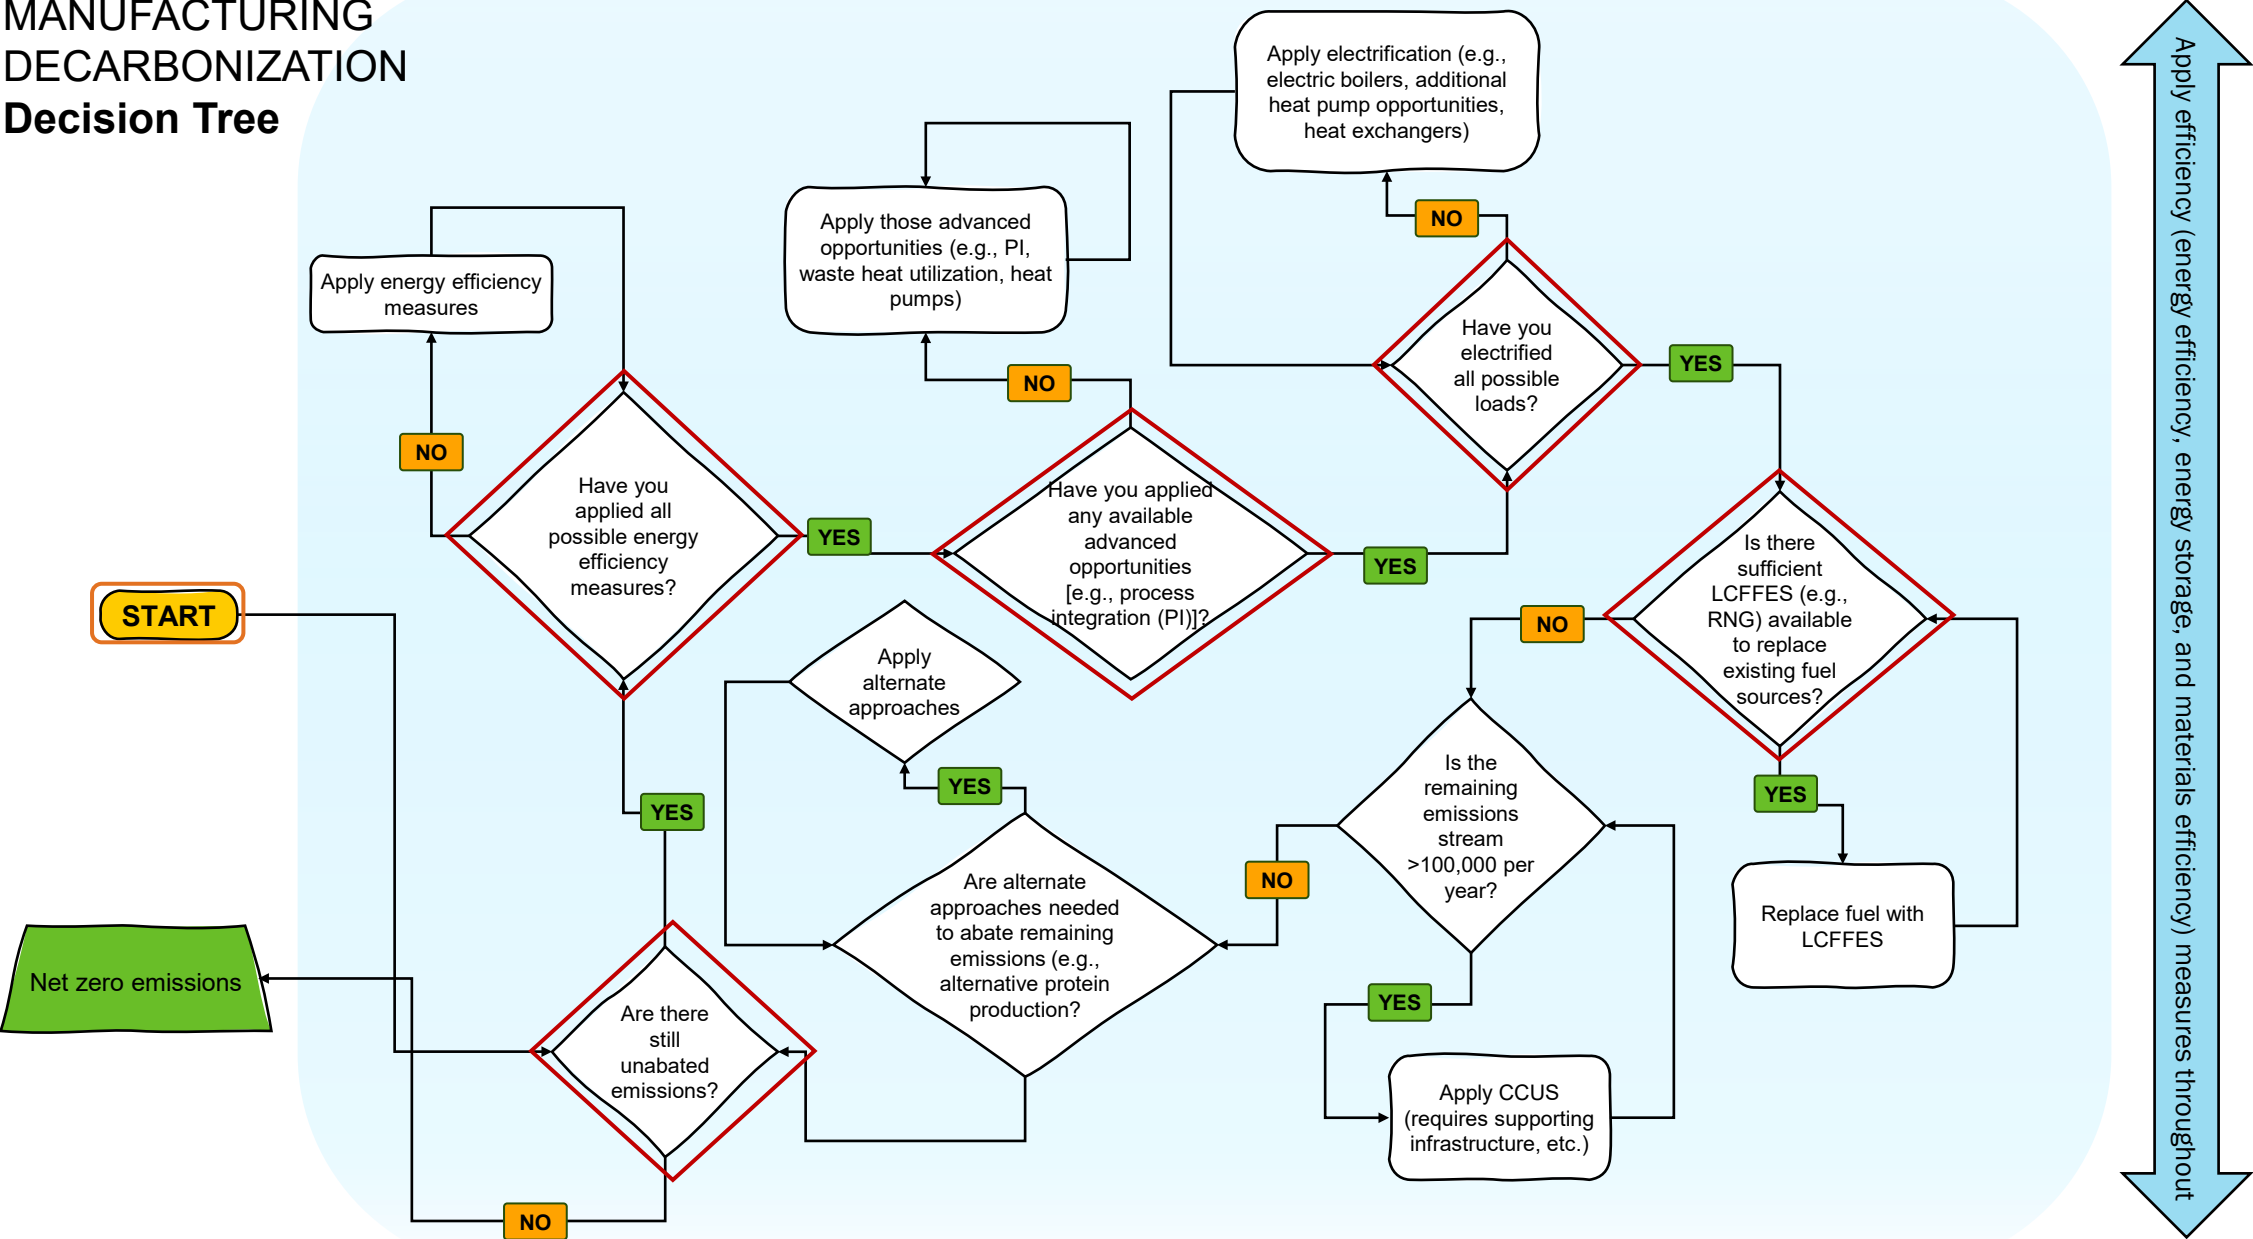 MANUFACTURING
DECARBONIZATION
Decision Tree
Apply electrification (e.g.,
electric boilers, additional
heat pump opportunities,
heat exchangers)
NO
Apply those advanced
opportunities (e.g., PI,
waste heat utilization, heat
pumps)
NO
Apply energy efficiency
measures
NO
Have you
electrified
all possible
loads?
YES
Have you
applied all
possible energy
efficiency
measures?
YES
Have you applied
any available
advanced
opportunities
[e.g., process
integration (PI)]?
YES
Is there
sufficient
LCFFES (e.g.,
RNG) available
to replace
existing fuel
sources?
NO
YES
START
Apply
alternate
approaches
YES
YES
Is the
remaining
emissions
stream
>100,000 per
year?
NO
YES
Replace fuel with
LCFFES
Are alternate
approaches needed
to abate remaining
emissions (e.g.,
alternative protein
production?
Net zero emissions
Are there
still
unabated
emissions?
NO
Apply CCUS
(requires supporting
infrastructure, etc.)
Apply efficiency (energy efficiency, energy storage, and materials efficiency) measures throughout